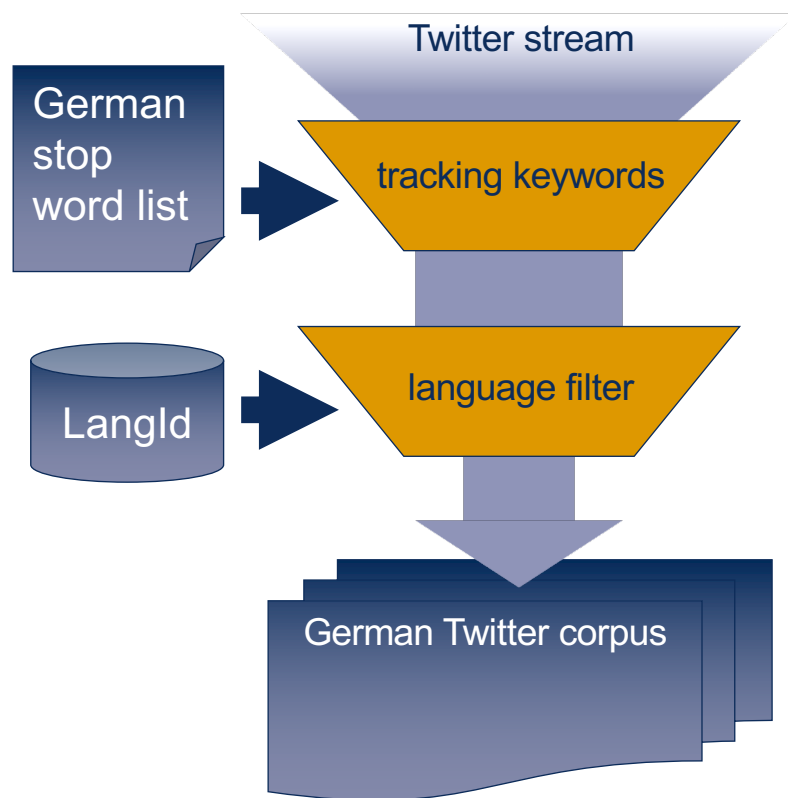 Twitter stream
German
stop
word list
tracking keywords
LangId
language filter
German Twitter corpus